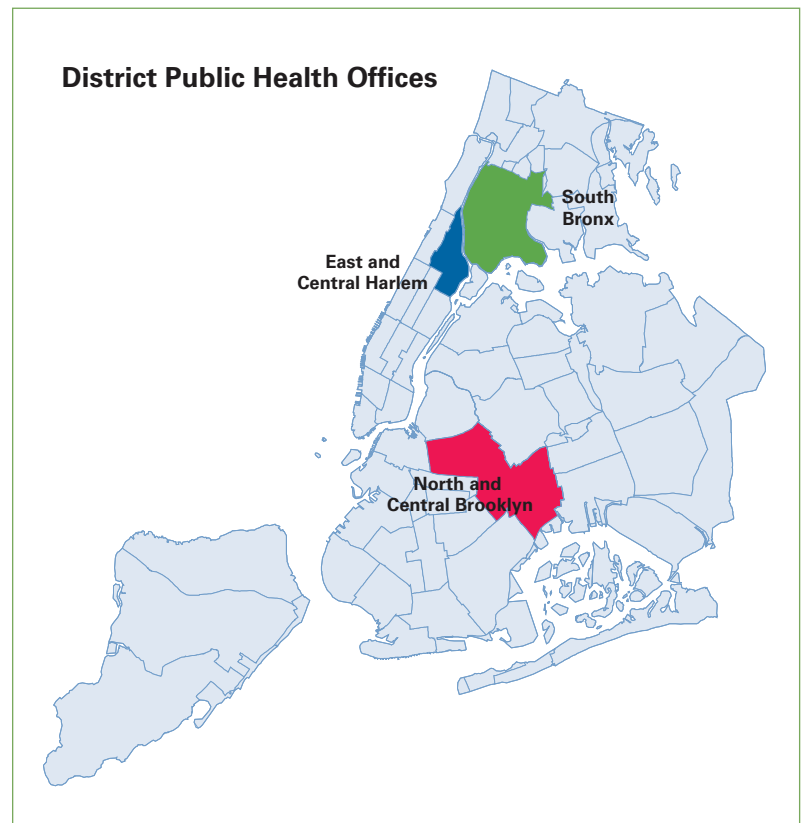 District Public Health Offices
South
Bronx
East and
Central Harlem
North and
Central Brooklyn